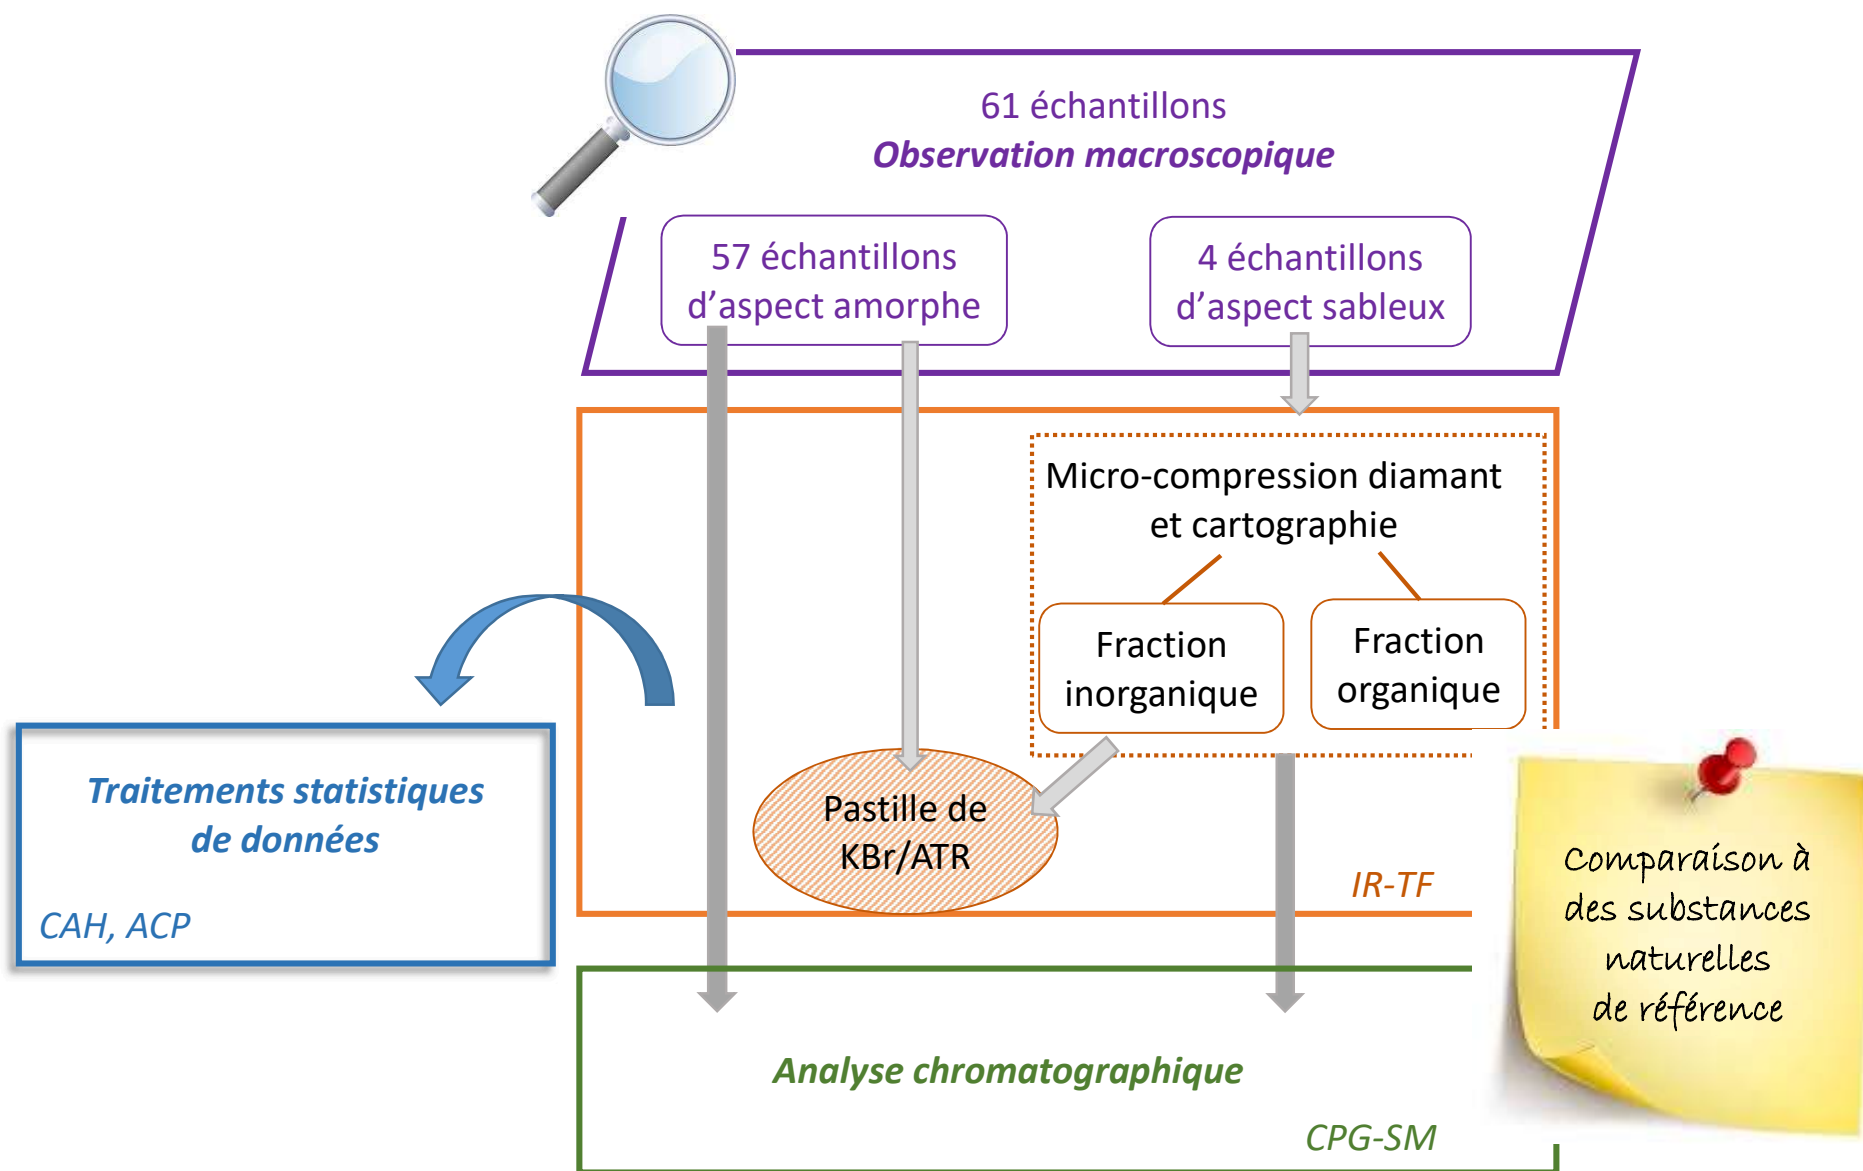 61 échantillons
Observation macroscopique
57 échantillons
d’aspect amorphe
4 échantillons
d’aspect sableux
Micro-compression diamant
et cartographie
Fraction
inorganique
Fraction
organique
Pastille de
KBr/ATR
IR-TF
Traitements statistiques
de données
CAH, ACP
Comparaison à
des substances
naturelles
de référence
Analyse chromatographique
CPG-SM